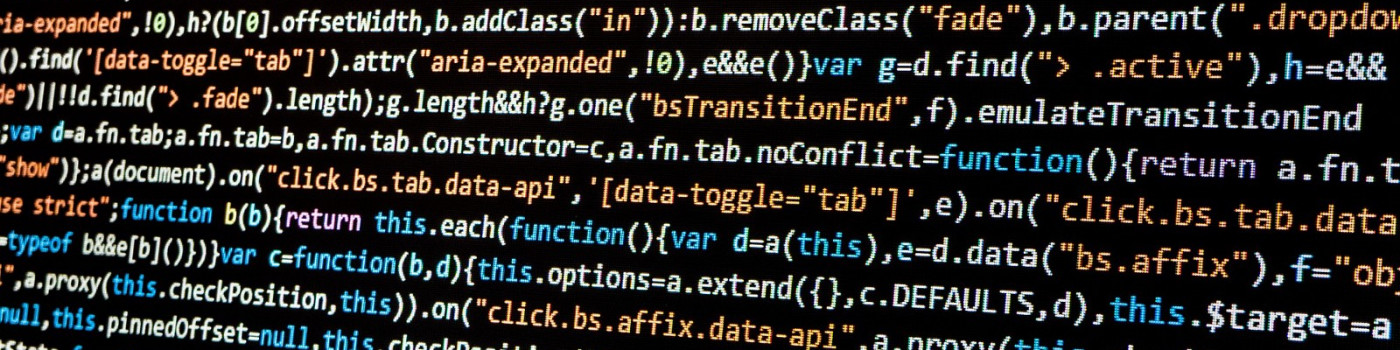 ria-expanded",!0),h?(b[0].offsetWidth,b.addClass("in")):b.removeClass("fade"),b.parent(".dropdow
().find('[data-toggle="tab"]').attr("aria-expanded",!0),e&&e()}var g=d.find("> .active"),h=e&&
de")||!!d.find("> .fade").length);g.length&&h?g.one("bsTransitionEnd",f).emulateTransitionEnd
;var d=a.fn.tab;a.fn.tab=b,a.fn.tab.Constructor=c,a.fn.tab.noConflict=function(){return a.fn.t
"show")};a(document).on("click.bs.tab.data-api",'[data-toggle="tab"]',e).on("click.bs.tab.data
se strict";function b(b){return this.each(function(){var d=a(this),e=d.data("bs.affix"),f="ob
=typeof b&&e[b]()})}var c=function(b,d){this.options=a.extend({},c.DEFAULTS,d),this.$target=a
",a.proxy(this.checkPosition,this)).on("click.bs.affix.data-api",a.proxy(this
null,this.pinnedOffset=null,this.checkPosition